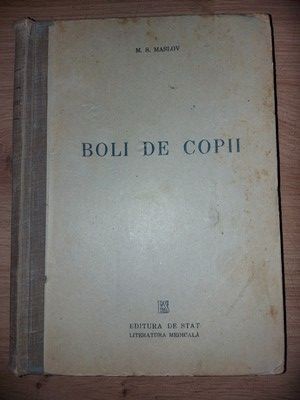 M. S. MASLOV
BOLI DE COPII
EDITURA DE STAT
LITERATURA MEDICALĂ